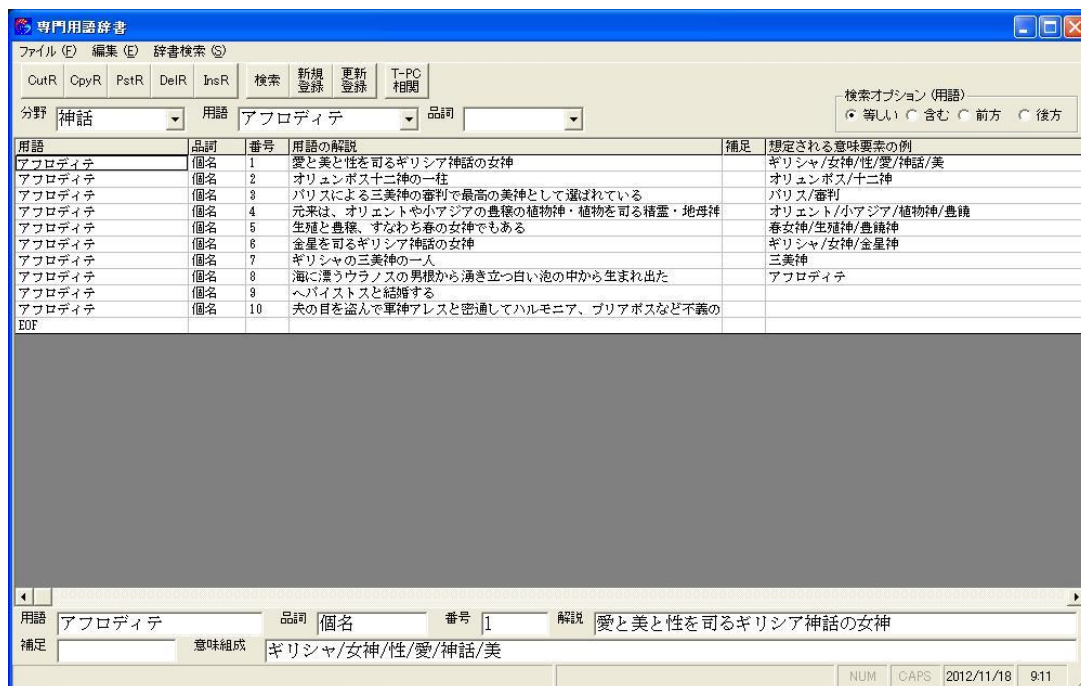 専門用語辞書
ファイル (F) 編集 (E) 辞書検索 (S)
CutR CpyR PstR DelR InsR 検索 新規登録 更新登録 T-PC相関
分野 神話 用語 アフロディテ 品詞 検索オプション (用語) 等しい 含む 前方 後方
用語 品詞 番号 用語の解説 補足 想定される意味要素の例
アフロディテ 個名 1 愛と美と性を司るギリシア神話の女神 ギリシャ/女神/性/愛/神話/美
アフロディテ 個名 2 オリュンポス十二神の一柱 オリュンポス/十二神
アフロディテ 個名 3 パリスによる三美神の審判で最高の美神として選ばれている パリス/審判
アフロディテ 個名 4 元来は、オリエントや小アジアの豊穣の植物神・植物を司る精霊・地母神 オリエント/小アジア/植物神/豊饒
アフロディテ 個名 5 生殖と豊穣、すなわち春の女神でもある 春女神/生殖神/豊饒神
アフロディテ 個名 6 金星を司るギリシア神話の女神 ギリシャ/女神/金星神
アフロディテ 個名 7 ギリシャの三美神の一人 三美神
アフロディテ 個名 8 海に漂うウラノスの男根から湧き立つ白い泡の中から生まれ出た アフロディテ
アフロディテ 個名 9 ヘパイストスと結婚する
アフロディテ 個名 10 夫の目を盗んで軍神アレスと密通してハルモニア、プリアポスなど不義の
EOF
用語 アフロディテ 品詞 個名 番号 1 解説 愛と美と性を司るギリシア神話の女神
補足 意味組成 ギリシャ/女神/性/愛/神話/美
NUM CAPS 2012/11/18 9:11